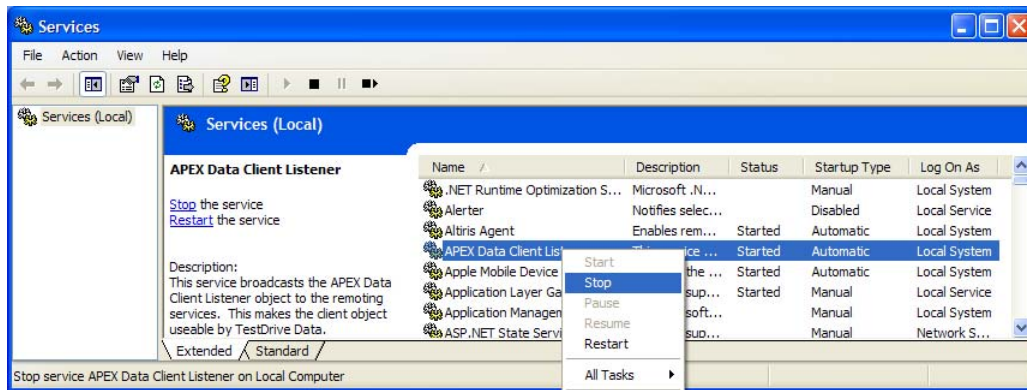 Services
File Action View Help
Services (Local)
Services (Local)
APEX Data Client Listener
Stop the service
Restart the service
Description:
This service broadcasts the APEX Data
Client Listener object to the remoting
services. This makes the client object
useable by TestDrive Data.
Name Description Status Startup Type Log On As
.NET Runtime Optimization S... Microsoft .N... Manual Local System
Alerter Notifies selec... Disabled Local Service
Altiris Agent Enables rem... Started Automatic Local System
APEX Data Client Lis ... Started Automatic Local System
Apple Mobile Device the ... Started Automatic Local System
Application Layer Ga sup... Started Manual Local Service
Application Managem soft... Manual Local System
ASP.NET State Servi sup... Manual Network S...
Start
Stop
Pause
Resume
Restart
All Tasks
Extended Standard
Stop service APEX Data Client Listener on Local Computer